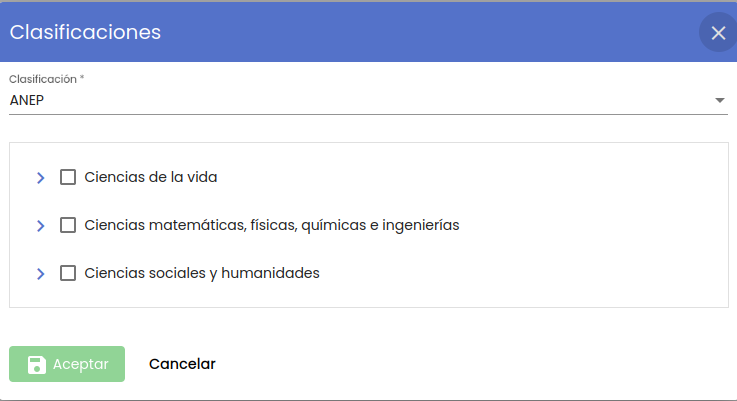 Clasificaciones
Clasificación *
ANEP
Ciencias de la vida
Ciencias matemáticas, físicas, químicas e ingenierías
Ciencias sociales y humanidades
Aceptar Cancelar